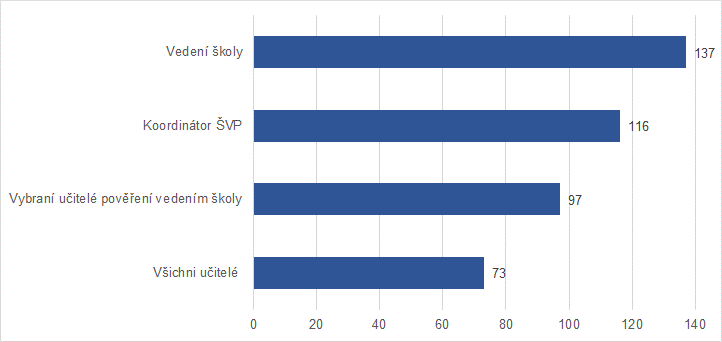 Vedení školy
137
Koordinátor ŠVP
116
Vybraní učitelé pověření vedením školy
97
Všichni učitelé
73
0 20 40 60 80 100 120 140